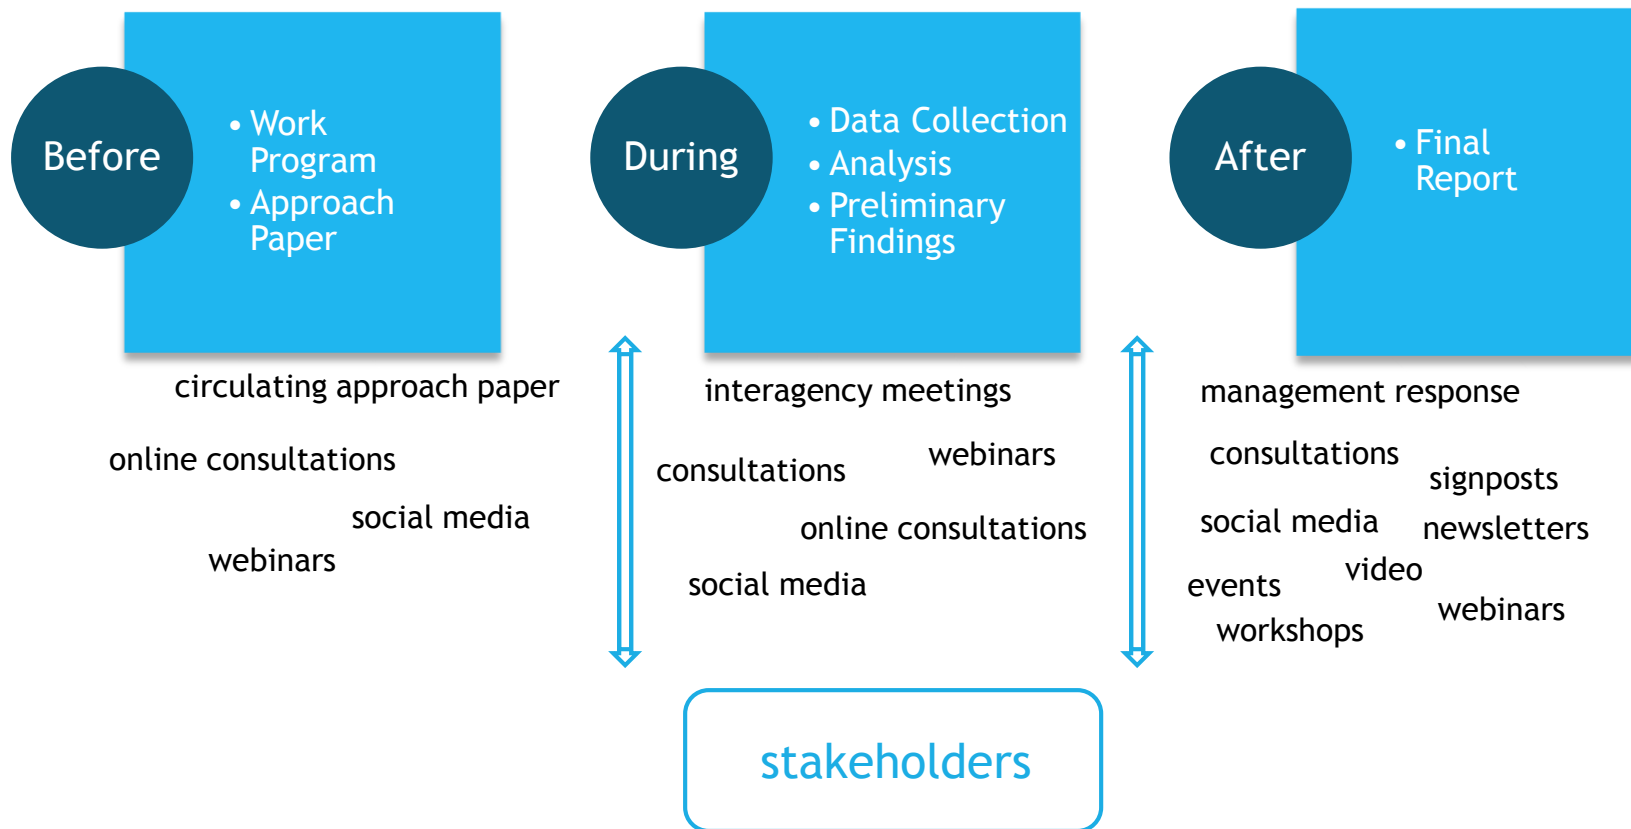 Before
• Work
Program
• Approach
Paper
During
• Data Collection
• Analysis
• Preliminary
Findings
After
• Final
Report
circulating approach paper
online consultations
social media
webinars
interagency meetings
webinars
consultations
online consultations
social media
management response
consultations
signposts
social media
newsletters
video
events
webinars
workshops
stakeholders